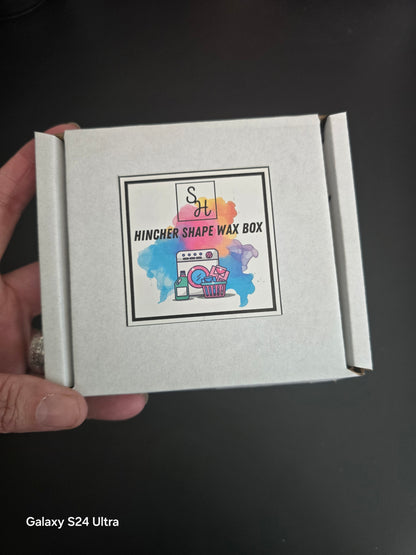 SH
HINCHER SHAPE WAX BOX
Galaxy S24 Ultra